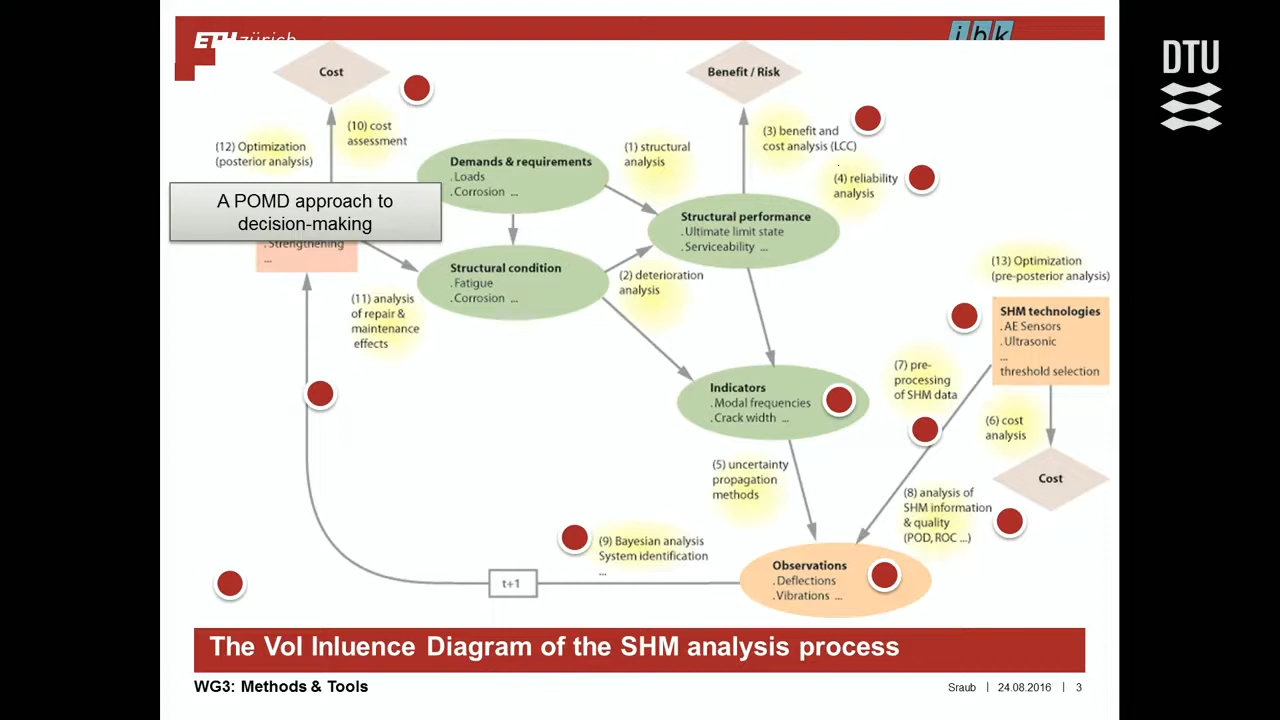 ETH zürich
ibk
DTU
Cost
Benefit / Risk
(10) cost
assessment
(12) Optimization
(posterior analysis)
Demands & requirements
. Loads
. Corrosion ...
(1) structural
analysis
(3) benefit and
cost analysis (LCC)
(4) reliability
analysis
A POMD approach to
decision-making
. Strengthening
...
Structural performance
. Ultimate limit state
. Serviceability ...
Structural condition
. Fatigue
. Corrosion ...
(2) deterioration
analysis
(13) Optimization
(pre-posterior analysis)
(11) analysis
of repair &
maintenance
effects
SHM technologies
. AE Sensors
. Ultrasonic
...
threshold selection
(7) pre-
processing
of SHM data
Indicators
. Modal frequencies
. Crack width ...
(6) cost
analysis
(5) uncertainty
propagation
methods
Cost
(8) analysis of
SHM information
& quality
(POD, ROC ...)
(9) Bayesian analysis
System identification
...
Observations
. Deflections
. Vibrations ...
t+1
The VoI Inluence Diagram of the SHM analysis process
WG3: Methods & Tools
Sraub | 24.08.2016 | 3